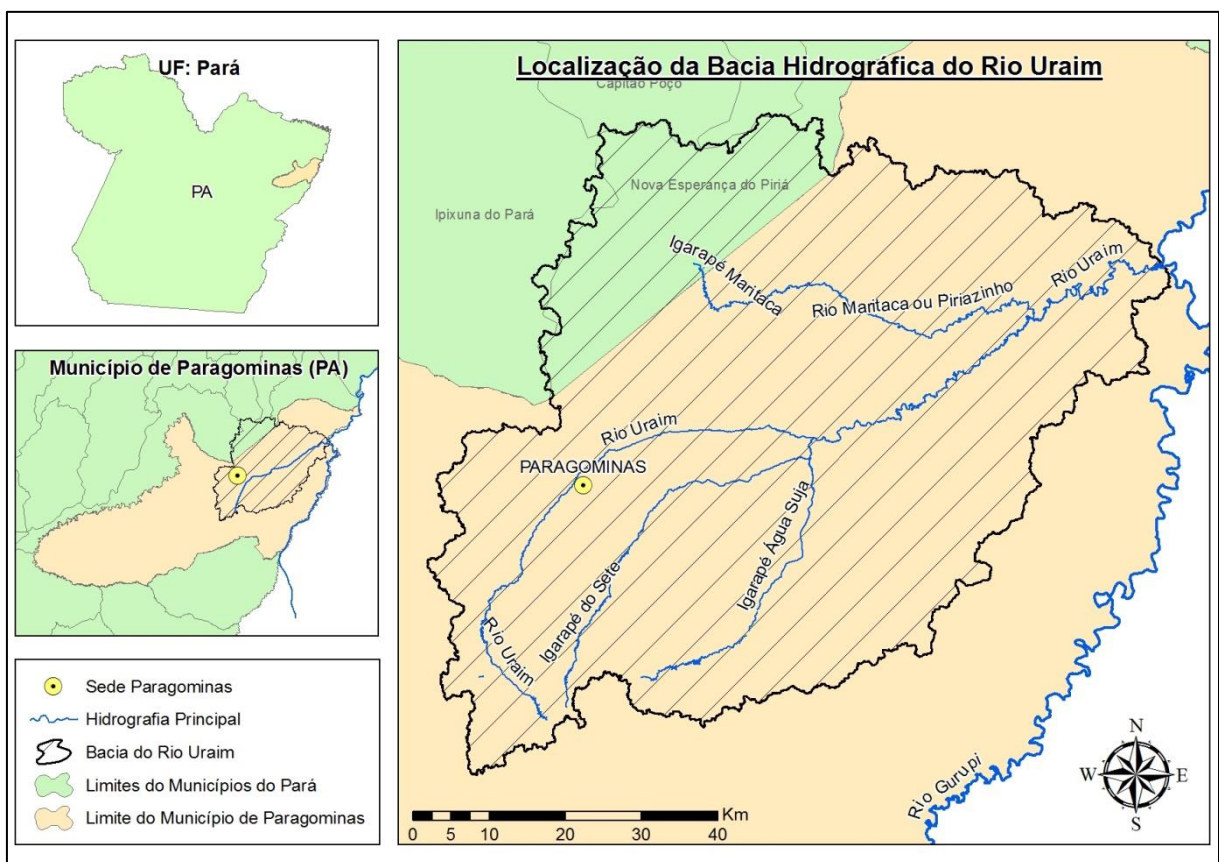 UF: Pará
PA
Município de Paragominas (PA)
Sede Paragominas
Hidrografia Principal
Bacia do Rio Uraim
Limites do Municípios do Pará
Limite do Município de Paragominas
Localização da Bacia Hidrográfica do Rio Uraim
Capitão Poço
Nova Esperança do Piriá
Ipixuna do Pará
Igarapé Maritaca
Rio Maritaca ou Piriazinho
Rio Uraim
Rio Uraim
PARAGOMINAS
Igarapé Água Suja
Igarapé do Sete
Rio Uraim
Rio Gurupi
N
W
E
S
Km
0 5 10 20 30 40